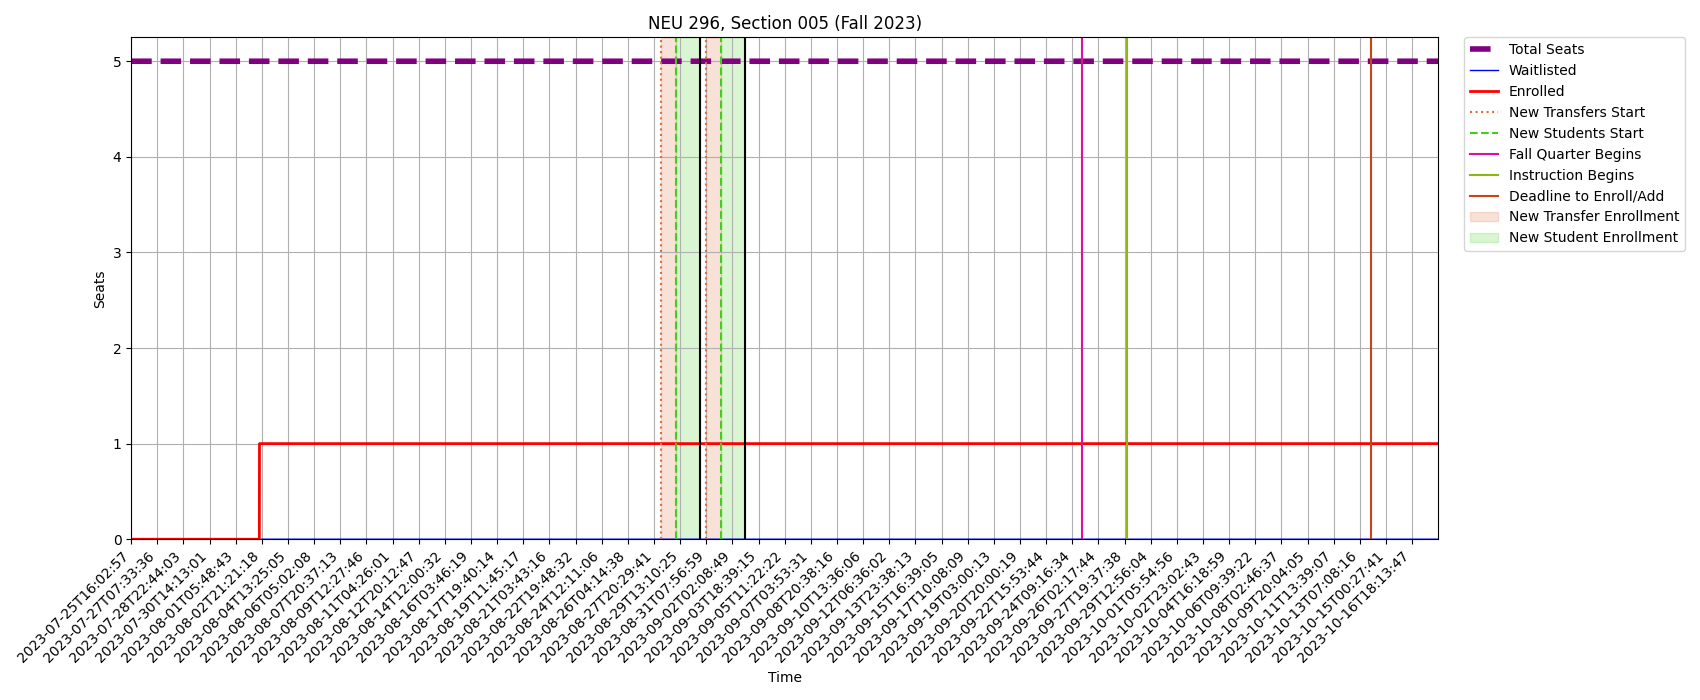 NEU 296, Section 005 (Fall 2023)
Total Seats
Waitlisted
Enrolled
New Transfers Start
New Students Start
Fall Quarter Begins
Instruction Begins
Deadline to Enroll/Add
New Transfer Enrollment
New Student Enrollment
Seats
5
4
3
2
1
0
2023-07-25T16:02:57
2023-07-27T07:33:36
2023-07-28T22:44:03
2023-07-30T14:13:01
2023-08-01T05:48:43
2023-08-02T21:21:18
2023-08-04T13:25:05
2023-08-06T05:02:08
2023-08-07T20:37:13
2023-08-09T12:27:46
2023-08-11T04:26:01
2023-08-12T20:12:47
2023-08-14T12:00:32
2023-08-16T03:46:19
2023-08-17T19:40:14
2023-08-19T11:45:17
2023-08-21T03:43:16
2023-08-22T19:48:32
2023-08-24T12:11:06
2023-08-26T04:14:38
2023-08-27T20:29:41
2023-08-29T13:10:25
2023-08-31T07:56:59
2023-09-02T02:08:49
2023-09-03T18:39:15
2023-09-05T11:22:22
2023-09-07T03:53:31
2023-09-08T20:38:16
2023-09-10T13:36:06
2023-09-12T06:36:02
2023-09-13T23:38:13
2023-09-15T16:39:05
2023-09-17T10:08:09
2023-09-19T03:00:13
2023-09-20T20:00:19
2023-09-22T15:53:44
2023-09-24T09:16:34
2023-09-26T02:17:44
2023-09-27T19:37:38
2023-09-29T12:56:04
2023-10-01T05:54:56
2023-10-02T23:02:43
2023-10-04T16:18:59
2023-10-06T09:39:22
2023-10-08T02:46:37
2023-10-09T20:04:05
2023-10-11T13:39:07
2023-10-13T07:08:16
2023-10-15T00:27:41
2023-10-16T18:13:47
Time